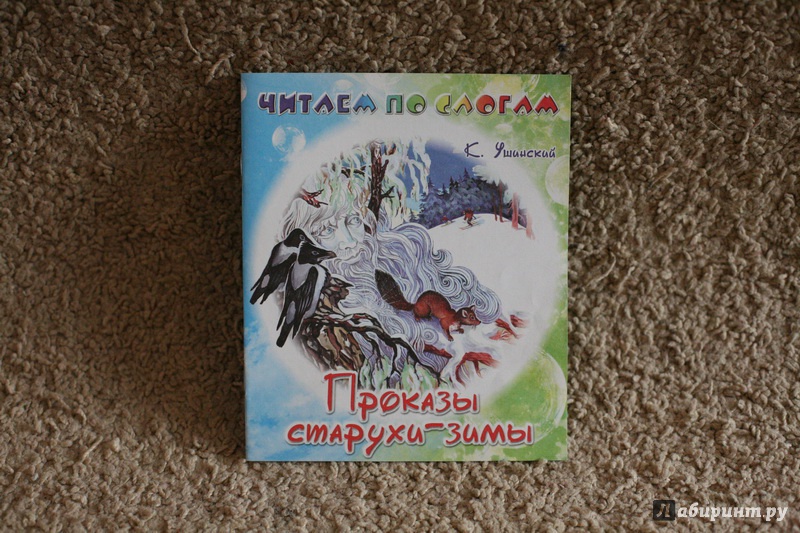 ЧИТАЕМ ПО СЛОГАМ
К. Ушинский
Проказы
старухи-зимы
Лабиринт.ру